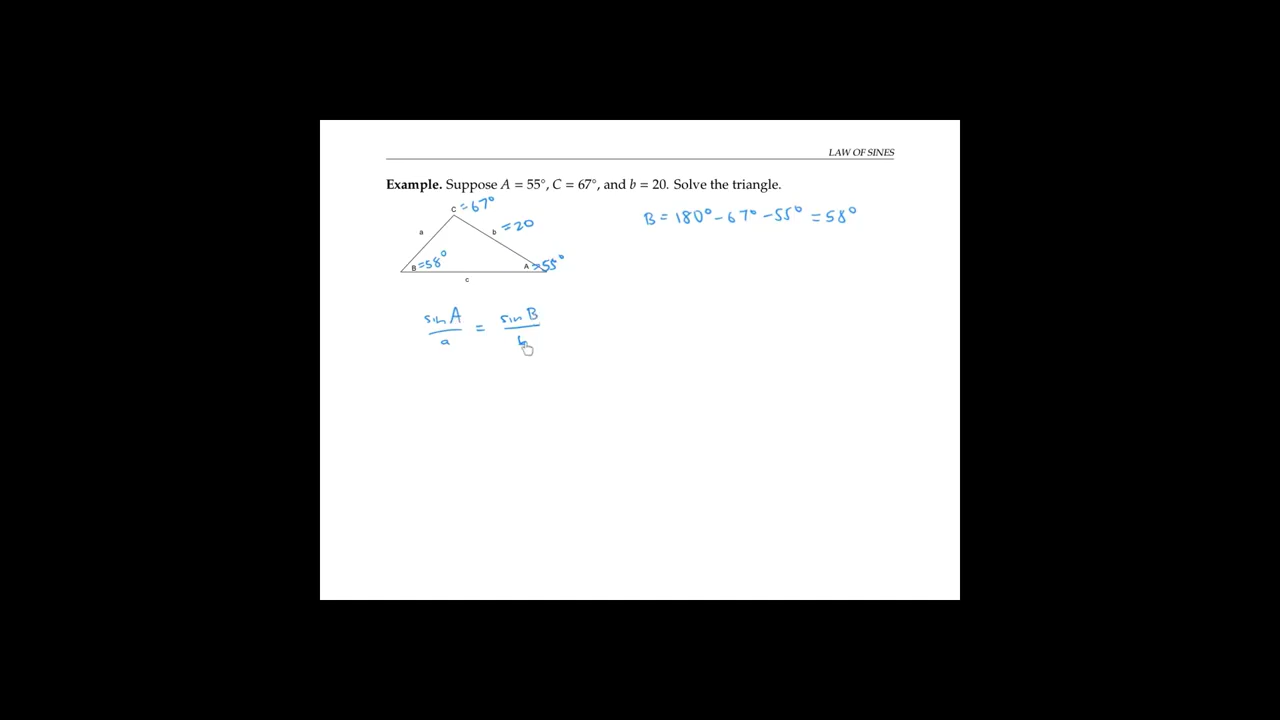 LAW OF SINES
Example. Suppose A = 55°, C = 67°, and b = 20. Solve the triangle.
C = 67°
B = 180° - 67° - 55° = 58°
a
b = 20
B = 58°
A = 55°
c
sin A / a = sin B / b